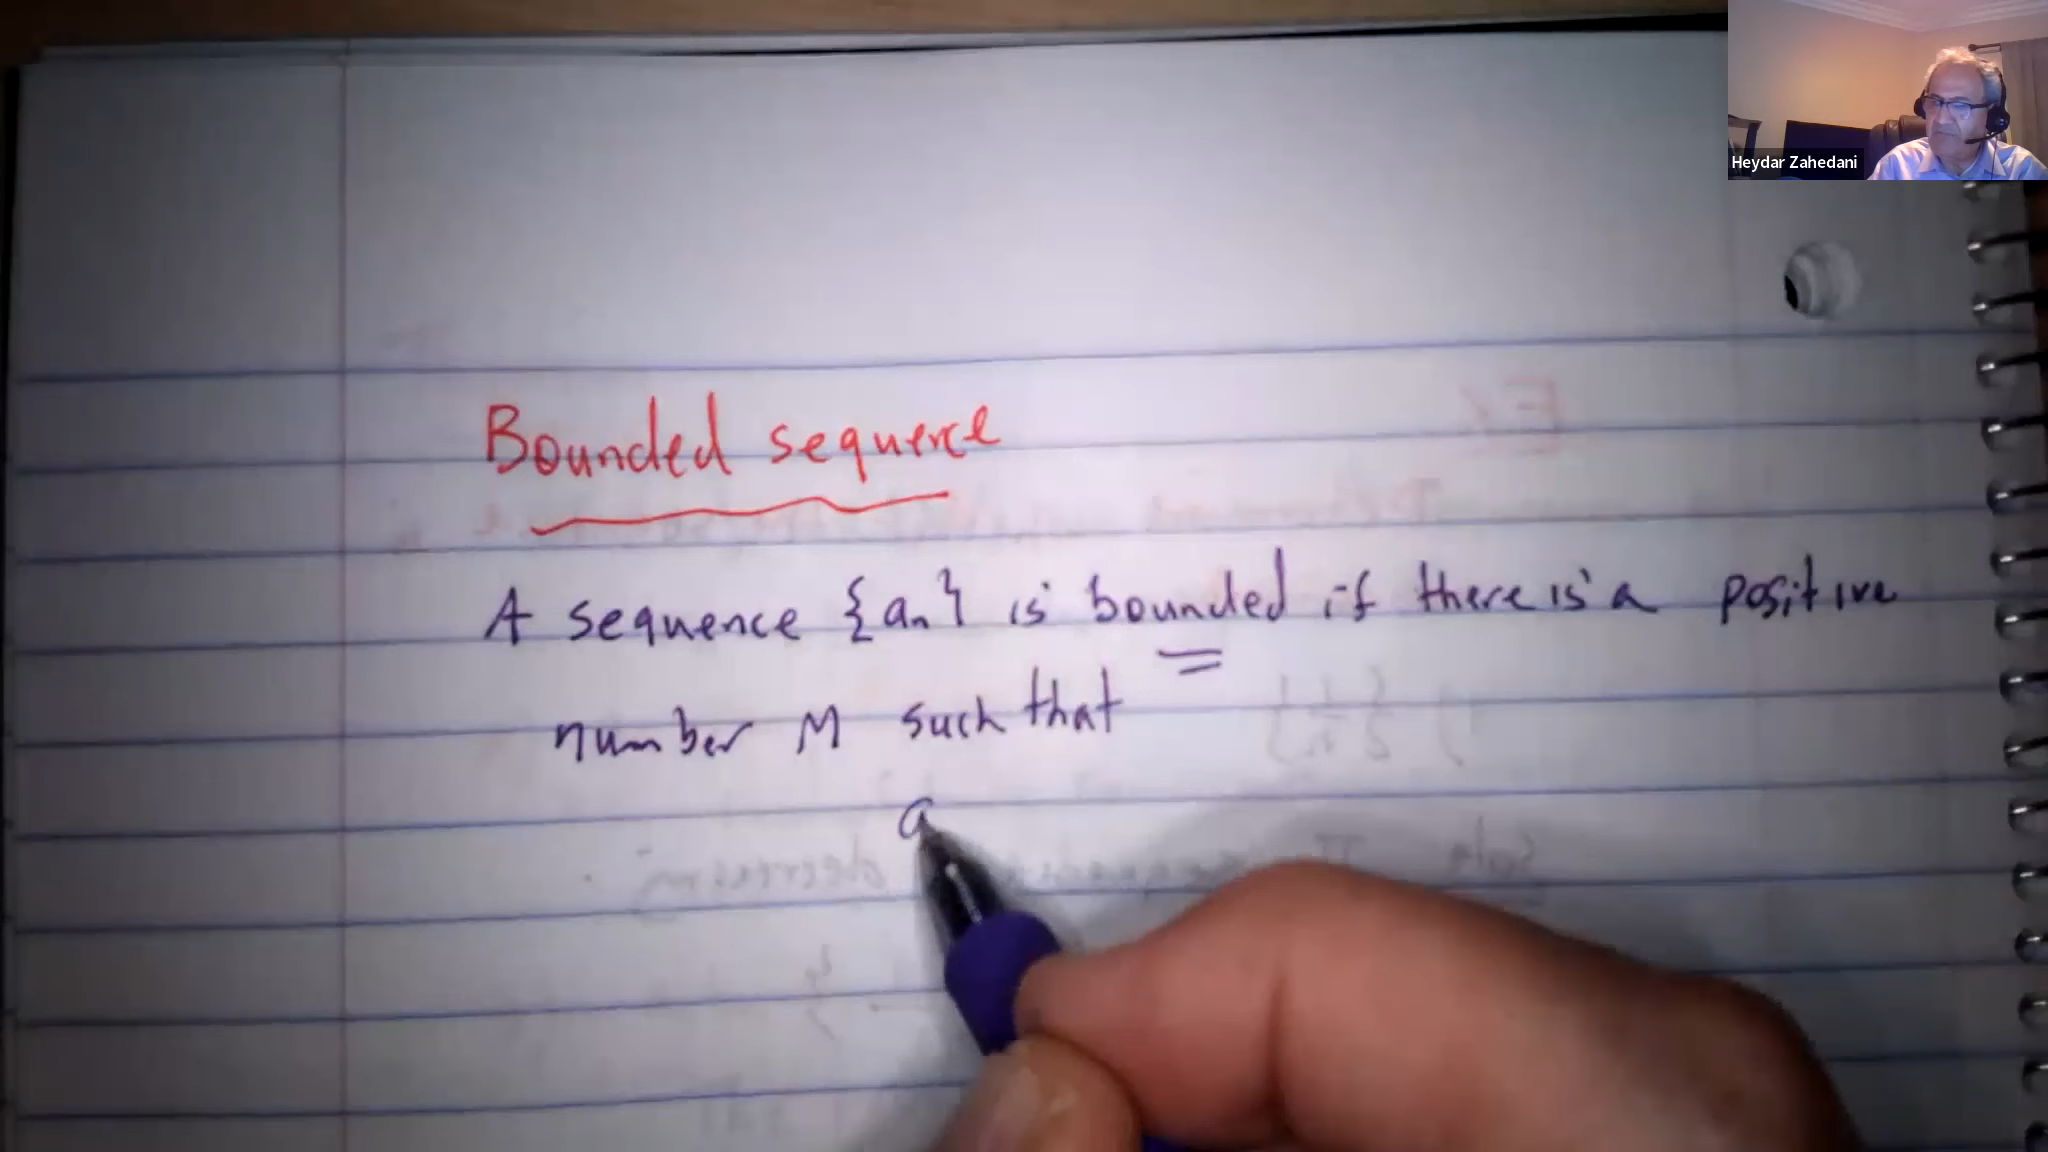 Heydar Zahedani
Bounded sequence
A sequence {an} is bounded if there is a positive
number M such that
a